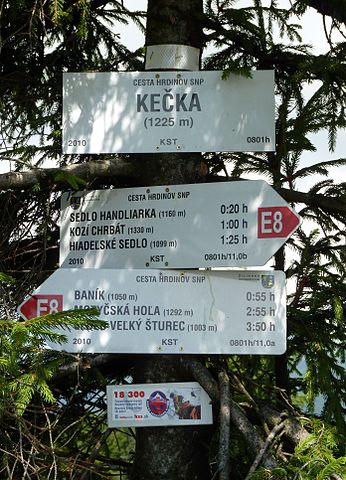 CESTA HRDINOV SNP
KEČKA
(1225 m)
2010 KST 0801h
CESTA HRDINOV SNP
SEDLO HANDLIARKA (1160 m) 0:20 h
KOZÍ CHRBÁT (1330 m) 1:00 h
HIADEĽSKÉ SEDLO (1099 m) 1:25 h
E8
2010 KST 0801h/11,0b
CESTA HRDINOV SNP
BANÍK (1050 m) 0:55 h
HOĽA (1292 m) 2:55 h
VEĽKÝ ŠTUREC (1003 m) 3:50 h
E8
2010 KST 0801h/11,0a
18 300